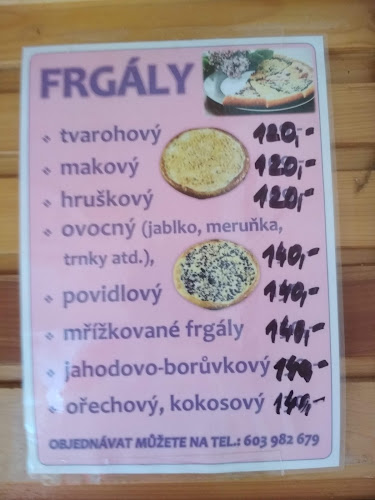 FRGÁLY
tvarohový 120,-
makový 120,-
hruškový 120,-
ovocný (jablko, meruňka,
trnky atd.), 140,-
povidlový 140,-
mřížkované frgály 140,-
jahodovo-borůvkový 140,-
ořechový, kokosový 140,-
OBJEDNÁVAT MŮŽETE NA TEL.: 603 982 679